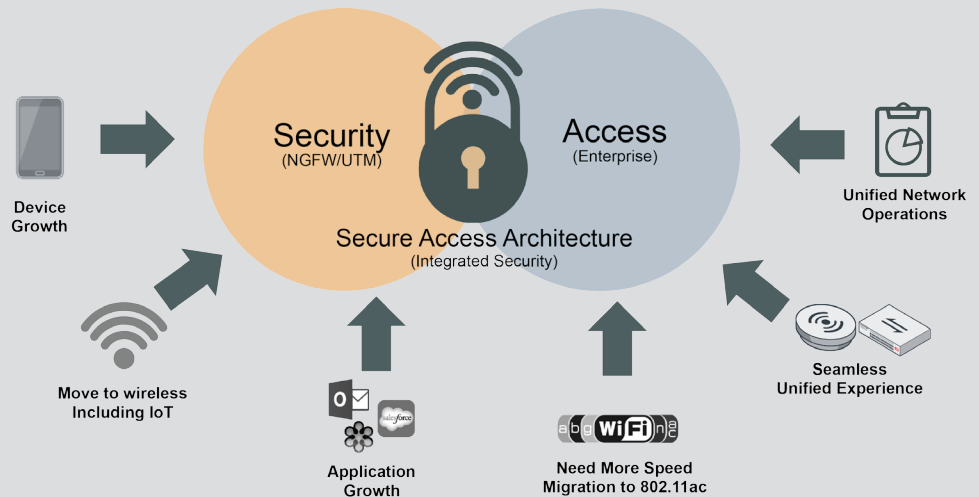 Security
(NGFW/UTM)
Access
(Enterprise)
Secure Access Architecture
(Integrated Security)
Device
Growth
Unified Network
Operations
Move to wireless
Including IoT
Seamless
Unified Experience
O
salesforce
Application
Growth
a b g WiFi n ac
Need More Speed
Migration to 802.11ac